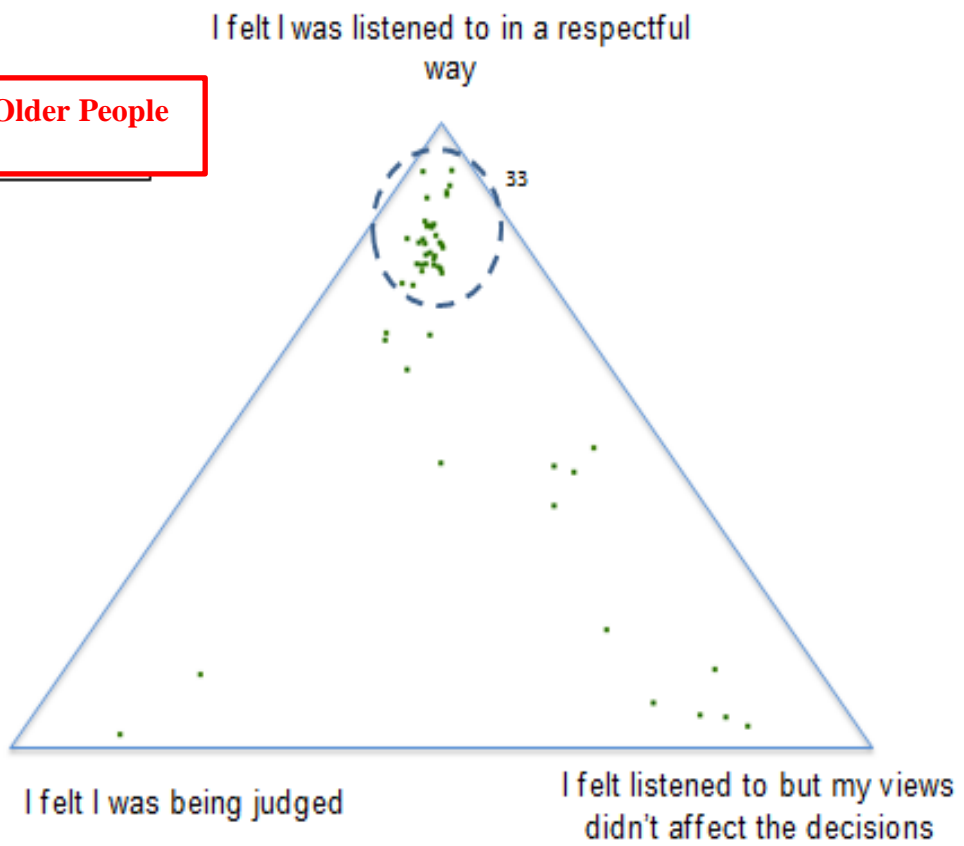 I felt I was listened to in a respectful
way
Older People
33
I felt I was being judged
I felt listened to but my views
didn't affect the decisions